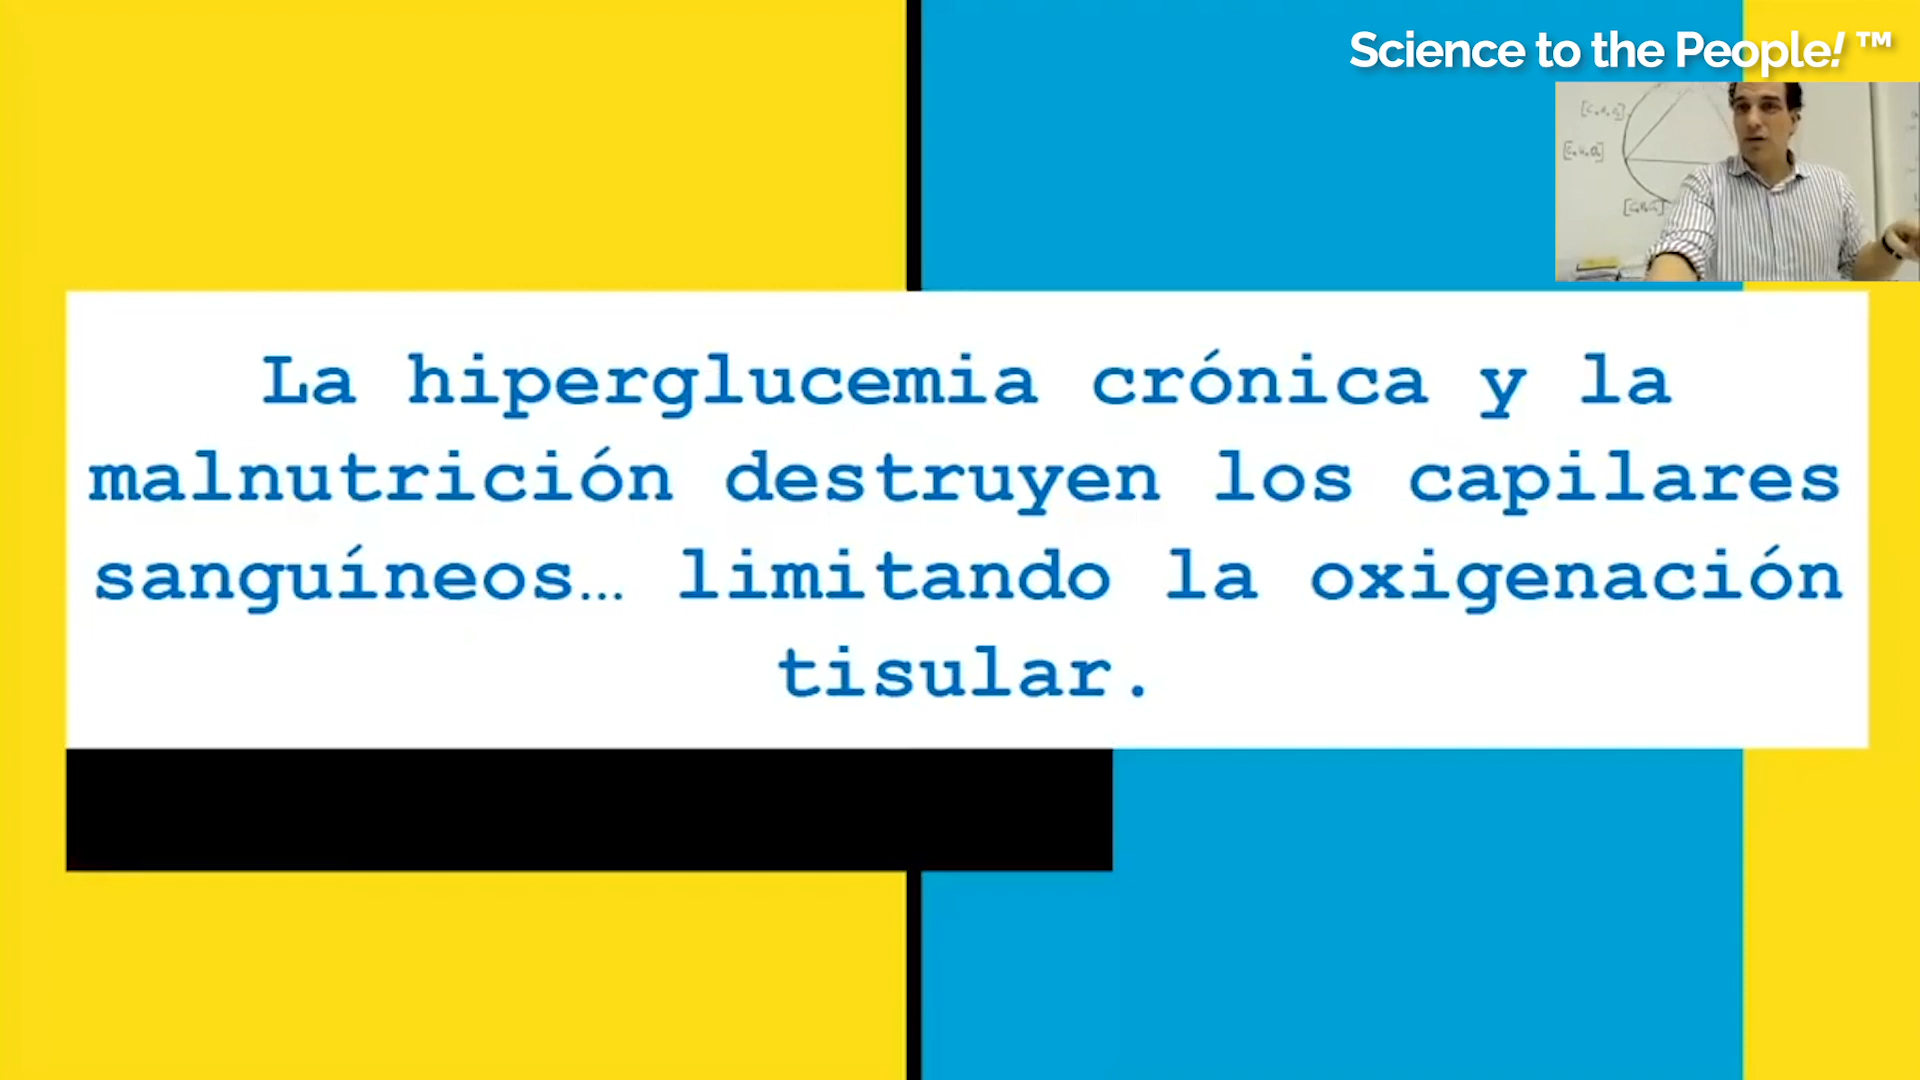 Science to the People! ™
La hiperglucemia crónica y la
malnutrición destruyen los capilares
sanguíneos… limitando la oxigenación
tisular.